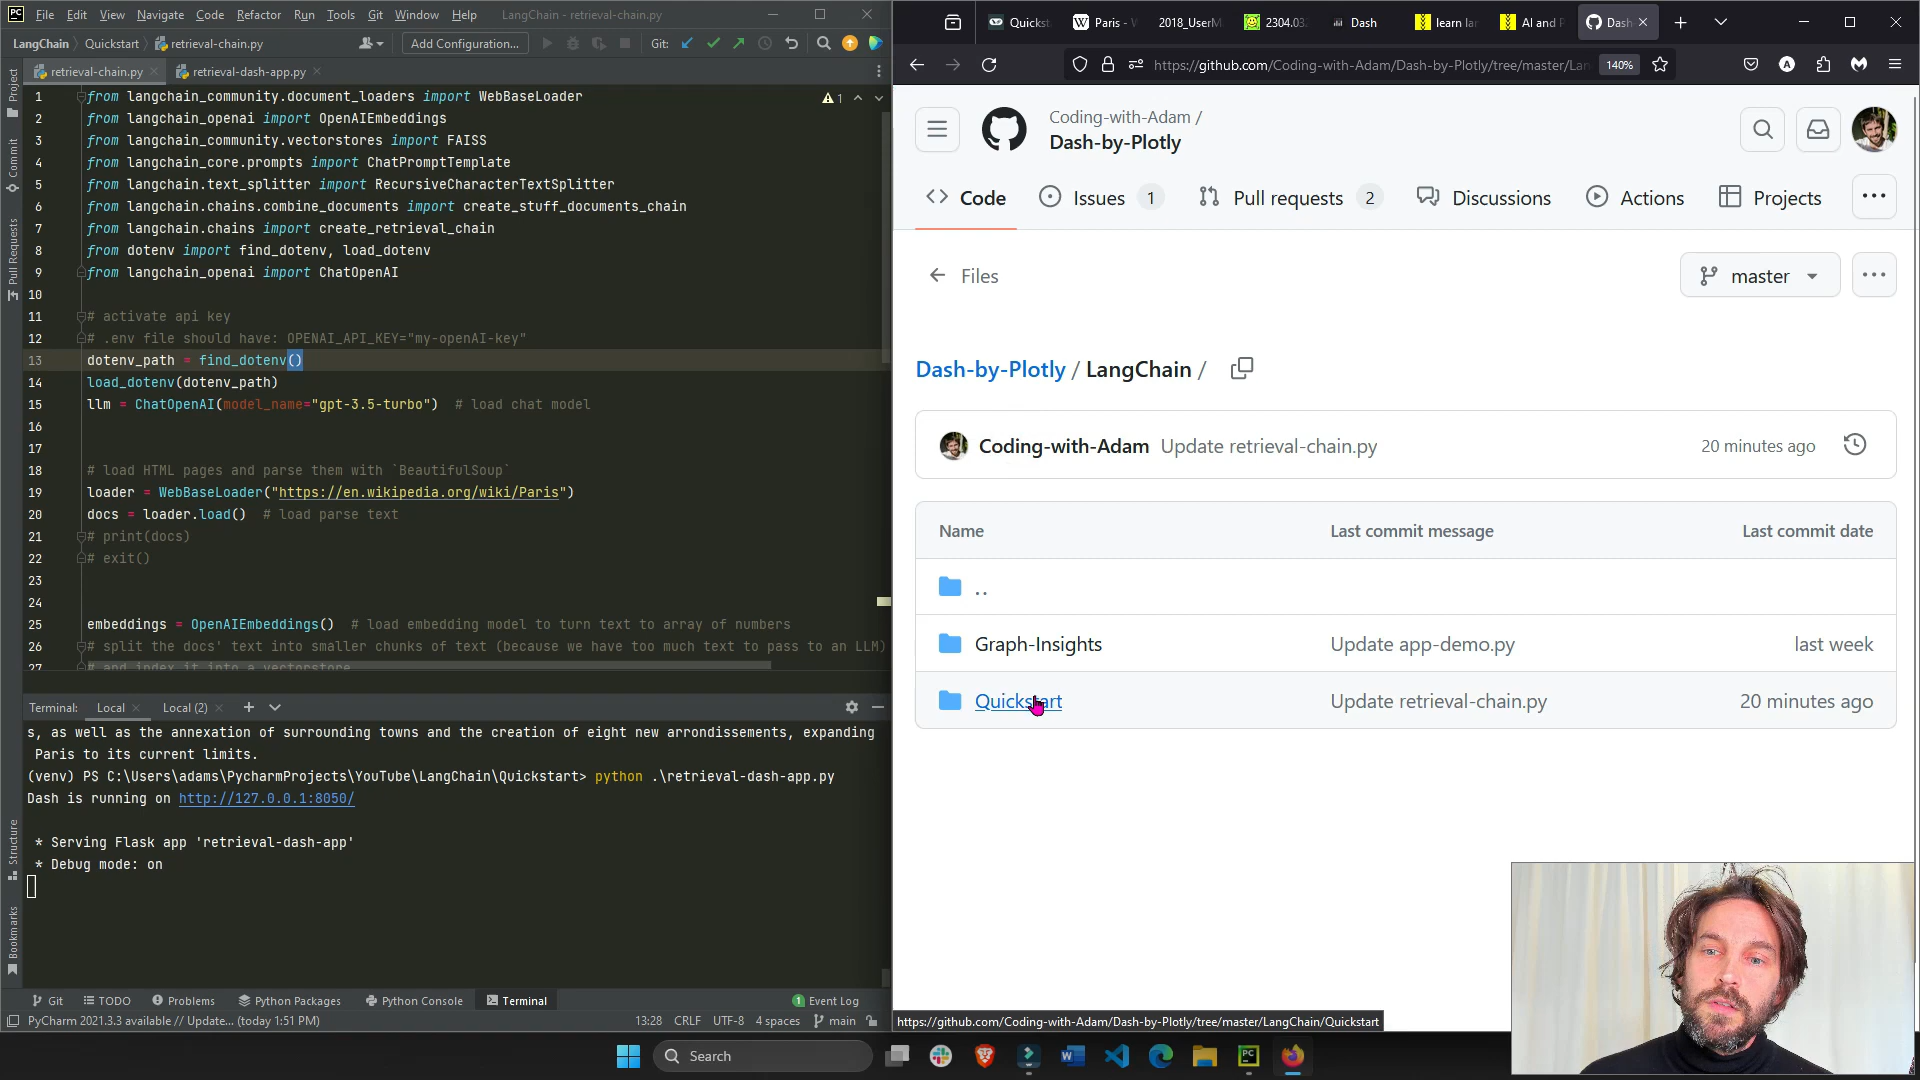 File Edit View Navigate Code Refactor Run Tools Git Window Help LangChain - retrieval-chain.py
LangChain Quickstart retrieval-chain.py
Add Configuration...
Git:
retrieval-chain.py
retrieval-dash-app.py
Project
Commit
Pull Requests
Structure
Bookmarks
1 from langchain_community.document_loaders import WebBaseLoader
1
2 from langchain_openai import OpenAIEmbeddings
3 from langchain_community.vectorstores import FAISS
4 from langchain_core.prompts import ChatPromptTemplate
5 from langchain.text_splitter import RecursiveCharacterTextSplitter
6 from langchain.chains.combine_documents import create_stuff_documents_chain
7 from langchain.chains import create_retrieval_chain
8 from dotenv import find_dotenv, load_dotenv
9 from langchain_openai import ChatOpenAI
10
11 # activate api key
12 # .env file should have: OPENAI_API_KEY="my-openAI-key"
13 dotenv_path = find_dotenv()
14 load_dotenv(dotenv_path)
15 llm = ChatOpenAI(model_name="gpt-3.5-turbo")  # load chat model
16
17
18 # load HTML pages and parse them with `BeautifulSoup`
19 loader = WebBaseLoader("https://en.wikipedia.org/wiki/Paris")
20 docs = loader.load()  # load parse text
21 # print(docs)
22 # exit()
23
24
25 embeddings = OpenAIEmbeddings()  # load embedding model to turn text to array of numbers
26 # split the docs' text into smaller chunks of text (because we have too much text to pass to an LLM)
27 # and index it into a vectorstore
Terminal: Local Local (2)
s, as well as the annexation of surrounding towns and the creation of eight new arrondissements, expanding
Paris to its current limits.
(venv) PS C:\Users\adams\PycharmProjects\YouTube\LangChain\Quickstart> python .\retrieval-dash-app.py
Dash is running on http://127.0.0.1:8050/
* Serving Flask app 'retrieval-dash-app'
* Debug mode: on
Git TODO Problems Python Packages Python Console Terminal
1 Event Log
PyCharm 2021.3.3 available // Update... (today 1:51 PM)
13:28 CRLF UTF-8 4 spaces main
Quickst
Paris - W
2018_UserM
2304.03
Dash
learn la
AI and P
Dash
https://github.com/Coding-with-Adam/Dash-by-Plotly/tree/master/Lan
140%
Coding-with-Adam /
Dash-by-Plotly
Code
Issues 1
Pull requests 2
Discussions
Actions
Projects
Files
master
Dash-by-Plotly / LangChain /
Coding-with-Adam Update retrieval-chain.py 20 minutes ago
Name Last commit message Last commit date
..
Graph-Insights Update app-demo.py last week
Quickstart Update retrieval-chain.py 20 minutes ago
https://github.com/Coding-with-Adam/Dash-by-Plotly/tree/master/LangChain/Quickstart
Search